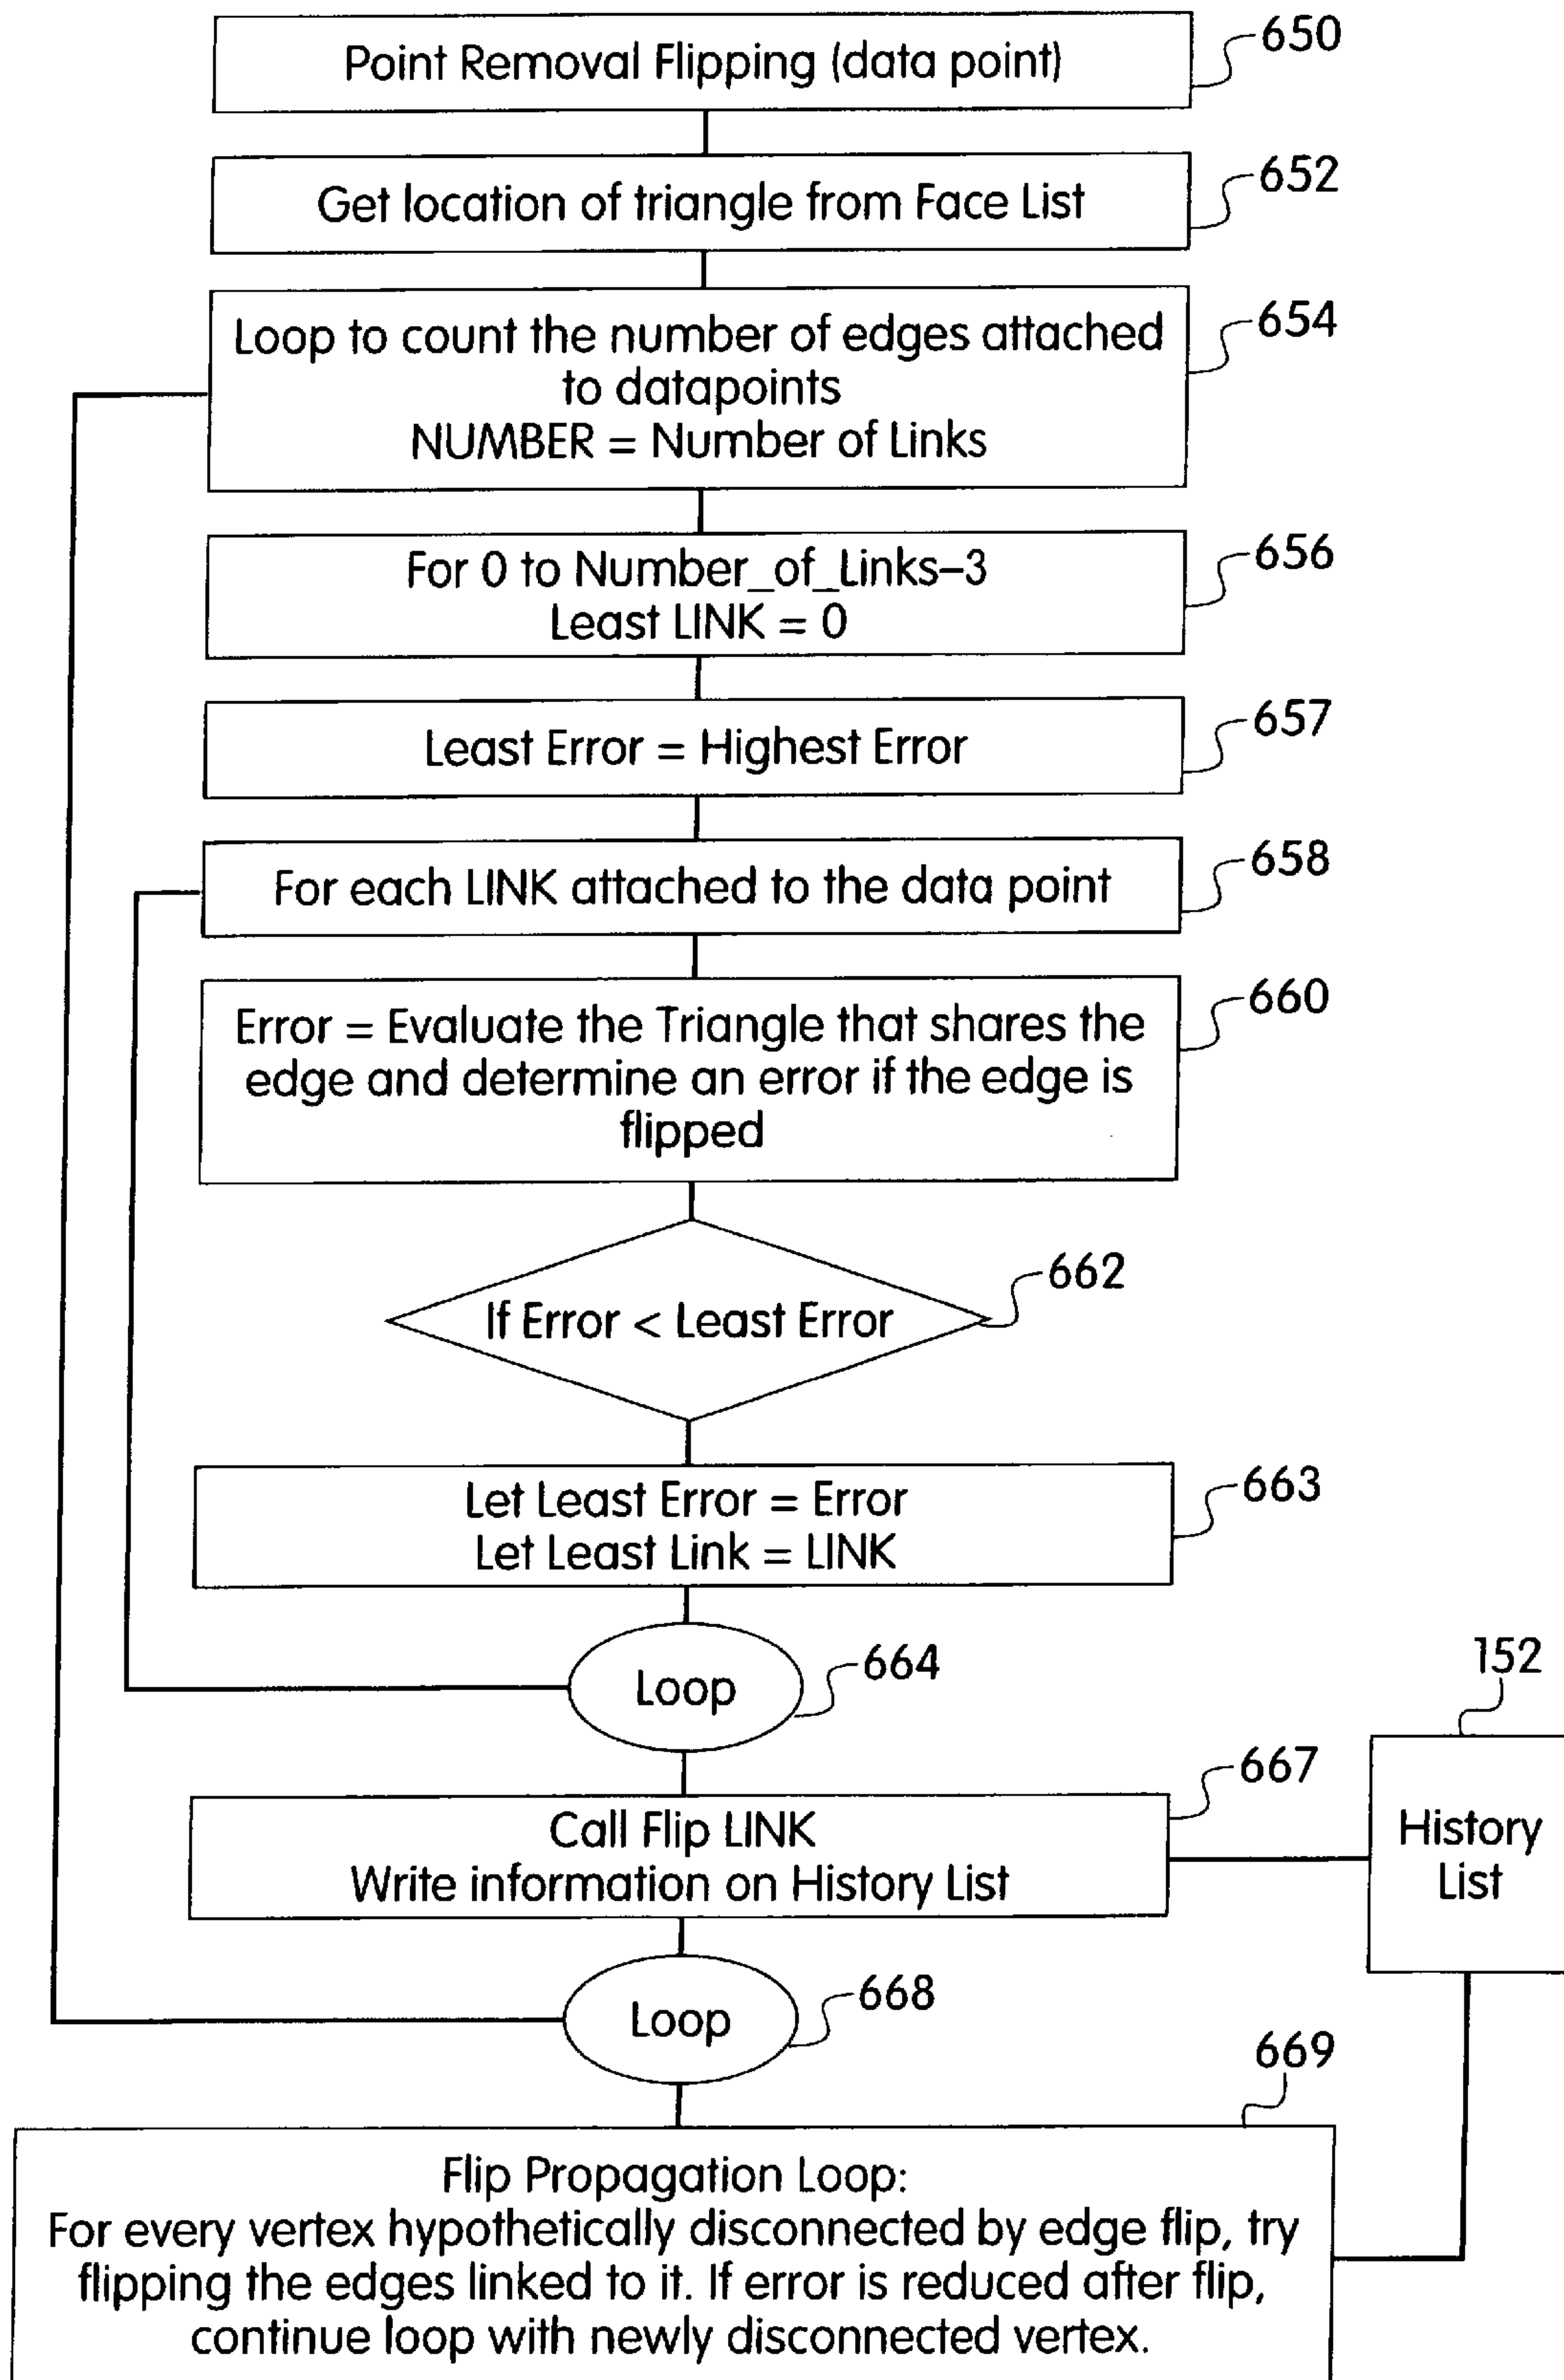 Point Removal Flipping (data point)
650
Get location of triangle from Face List
652
Loop to count the number of edges attached
to datapoints
NUMBER = Number of Links
654
For 0 to Number_of_Links–3
Least LINK = 0
656
Least Error = Highest Error
657
For each LINK attached to the data point
658
Error = Evaluate the Triangle that shares the
edge and determine an error if the edge is
flipped
660
If Error < Least Error
662
Let Least Error = Error
Let Least Link = LINK
663
Loop
664
152
Call Flip LINK
Write information on History List
667
History
List
Loop
668
669
Flip Propagation Loop:
For every vertex hypothetically disconnected by edge flip, try
flipping the edges linked to it. If error is reduced after flip,
continue loop with newly disconnected vertex.